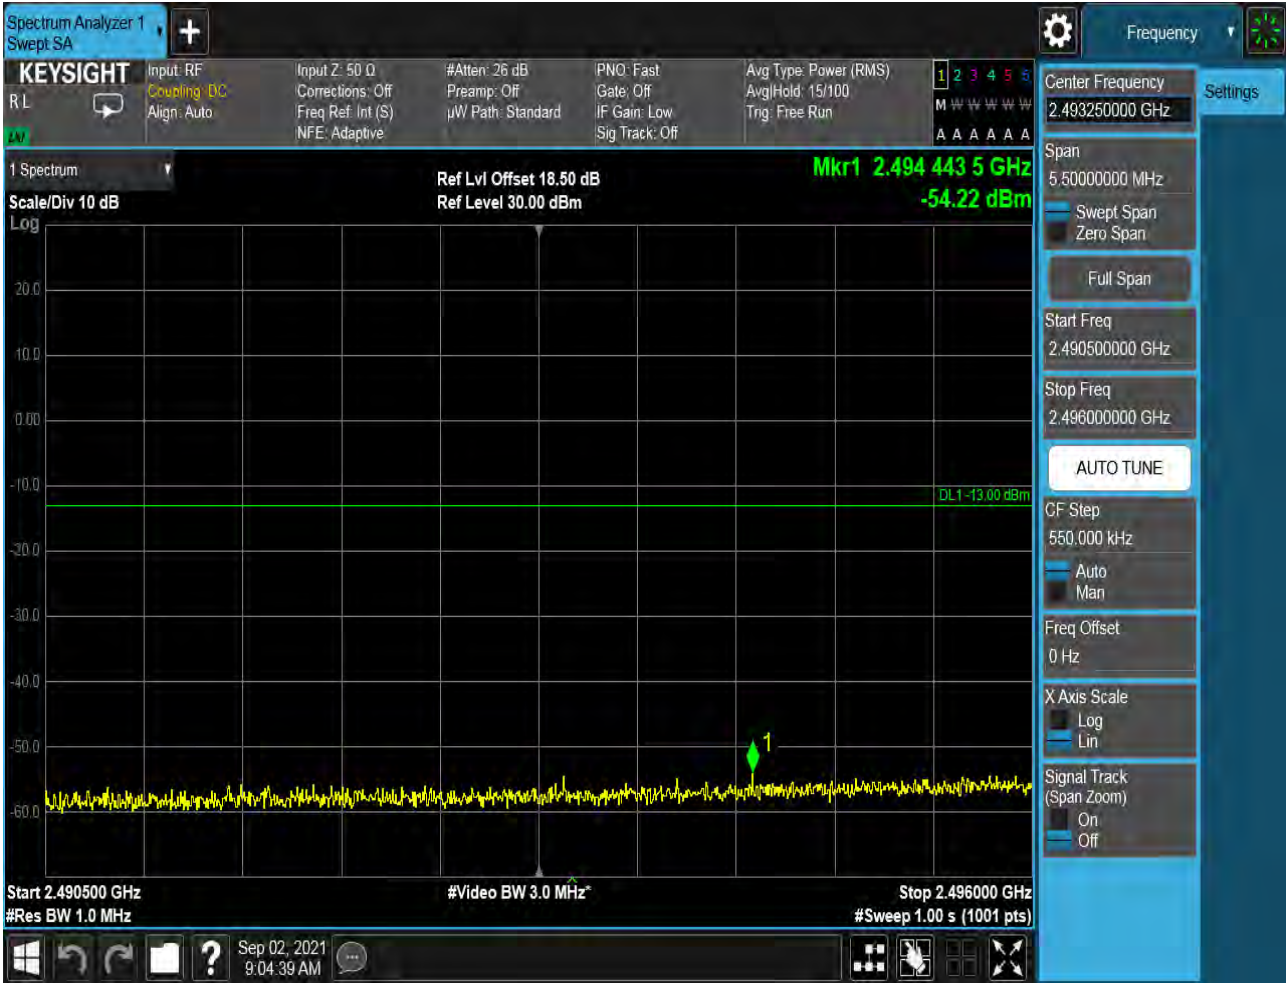 Spectrum Analyzer 1
Swept SA
+
Frequency
KEYSIGHT
R L
LNI
Input: RF
Coupling: DC
Align: Auto
Input Z: 50 Ω
Corrections: Off
Freq Ref: Int (S)
NFE: Adaptive
#Atten: 26 dB
Preamp: Off
µW Path: Standard
PNO: Fast
Gate: Off
IF Gain: Low
Sig Track: Off
Avg Type: Power (RMS)
Avg|Hold: 15/100
Trig: Free Run
1 2 3 4 5 6
M W W W W W
A A A A A A
1 Spectrum
Scale/Div 10 dB
Log
Ref Lvl Offset 18.50 dB
Ref Level 30.00 dBm
Mkr1 2.494 443 5 GHz
-54.22 dBm
20.0
10.0
0.00
-10.0
DL1 -13.00 dBm
-20.0
-30.0
-40.0
-50.0
1
-60.0
Start 2.490500 GHz
#Video BW 3.0 MHz*
Stop 2.496000 GHz
#Res BW 1.0 MHz
#Sweep 1.00 s (1001 pts)
Center Frequency
2.493250000 GHz
Settings
Span
5.50000000 MHz
Swept Span
Zero Span
Full Span
Start Freq
2.490500000 GHz
Stop Freq
2.496000000 GHz
AUTO TUNE
CF Step
550.000 kHz
Auto
Man
Freq Offset
0 Hz
X Axis Scale
Log
Lin
Signal Track
(Span Zoom)
On
Off
?
Sep 02, 2021
9:04:39 AM